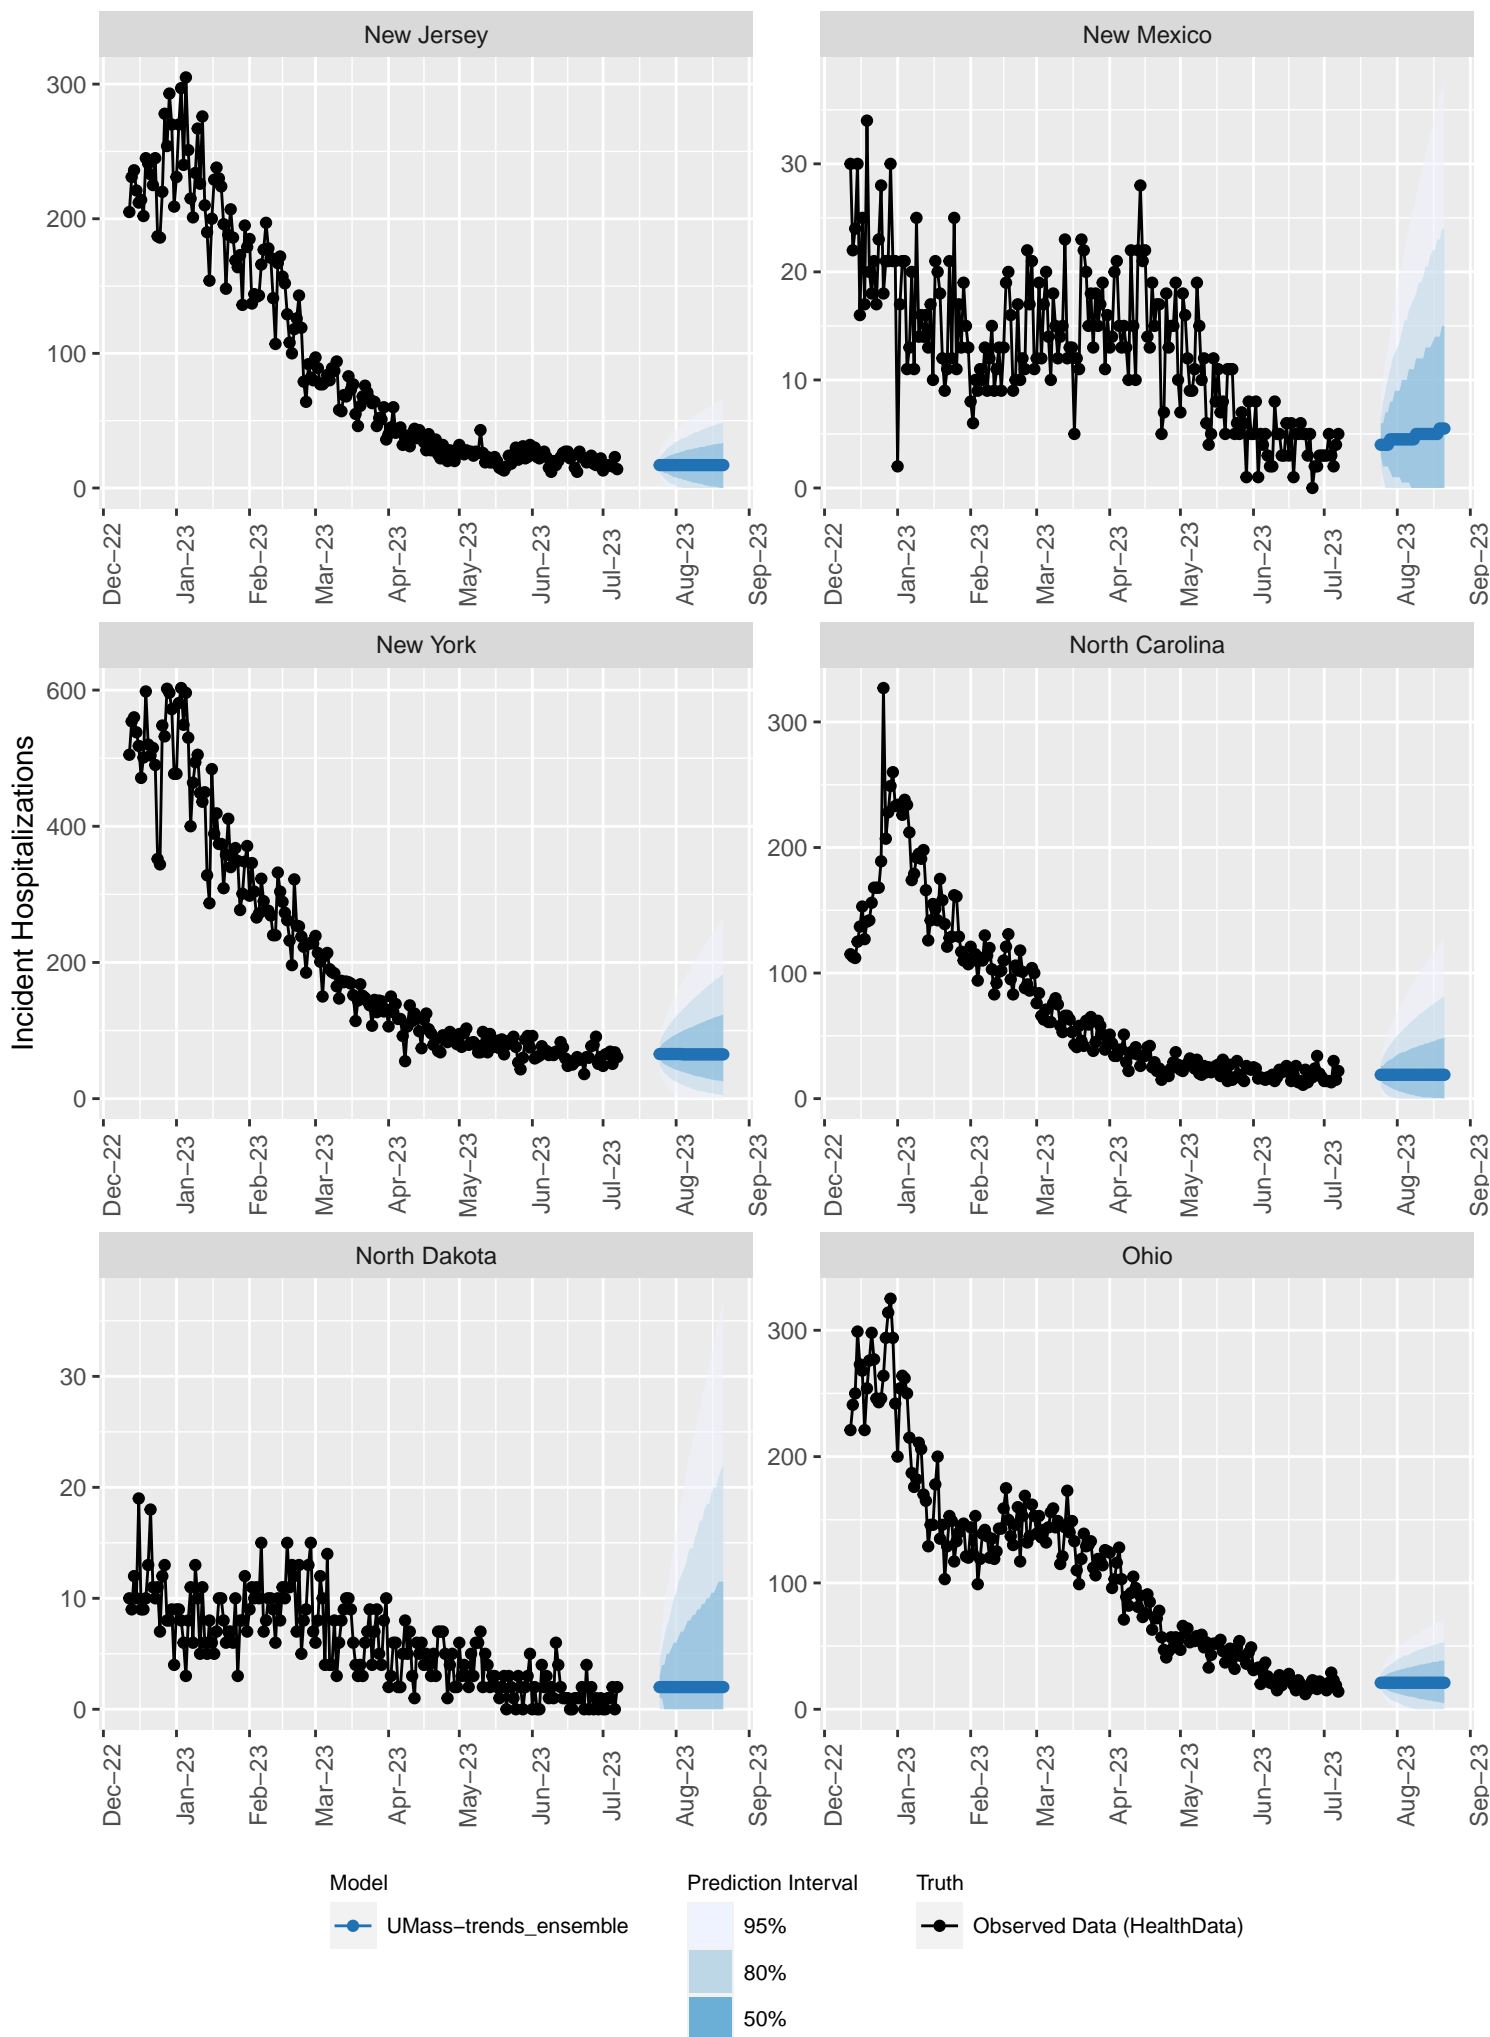 New Jersey
New Mexico
300
200
100
0
30
20
10
0
Dec−22
Jan−23
Feb−23
Mar−23
Apr−23
May−23
Jun−23
Jul−23
Aug−23
Sep−23
Dec−22
Jan−23
Feb−23
Mar−23
Apr−23
May−23
Jun−23
Jul−23
Aug−23
Sep−23
Incident Hospitalizations
New York
North Carolina
600
400
200
0
300
200
100
0
Dec−22
Jan−23
Feb−23
Mar−23
Apr−23
May−23
Jun−23
Jul−23
Aug−23
Sep−23
Dec−22
Jan−23
Feb−23
Mar−23
Apr−23
May−23
Jun−23
Jul−23
Aug−23
Sep−23
North Dakota
Ohio
30
20
10
0
300
200
100
0
Dec−22
Jan−23
Feb−23
Mar−23
Apr−23
May−23
Jun−23
Jul−23
Aug−23
Sep−23
Dec−22
Jan−23
Feb−23
Mar−23
Apr−23
May−23
Jun−23
Jul−23
Aug−23
Sep−23
Model
UMass−trends_ensemble
Prediction Interval
95%
80%
50%
Truth
Observed Data (HealthData)